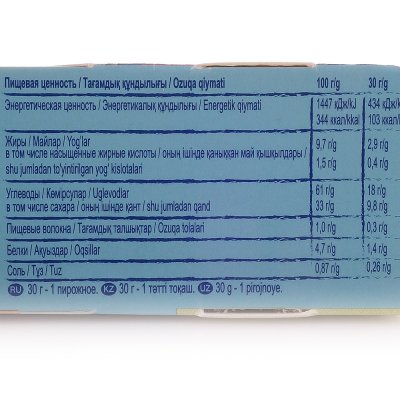 Пищевая ценность / Тағамдық құндылығы / Ozuqa qiymati 100 г/g 30 г/g
Энергетическая ценность / Энергетикалық құндылығы / Energetik qiymati 1447 кДж/kJ 434 кДж/kJ
344 ккал/kkal 103 ккал/kkal
Жиры / Майлар / Yog'lar 9,7 г/g 2,9 г/g
в том числе насыщенные жирные кислоты / оның ішінде қаныққан май қышқылдары /
shu jumladan to'yintirilgan yog' kislotalari 1,5 г/g 0,4 г/g
Углеводы / Көмірсулар / Uglevodlar 61 г/g 18 г/g
в том числе сахара / оның ішінде қант / shu jumladan qand 33 г/g 9,8 г/g
Пищевые волокна / Тағамдық талшықтар / Ozuqa tolalari 1,0 г/g 0,3 г/g
Белки / Ақуыздар / Oqsillar 4,7 г/g 1,4 г/g
Соль / Тұз / Tuz 0,87 г/g 0,26 г/g
RU 30 г - 1 пирожное. KZ 30 г - 1 тәтті тоқаш. UZ 30 g - 1 pirojnoye.